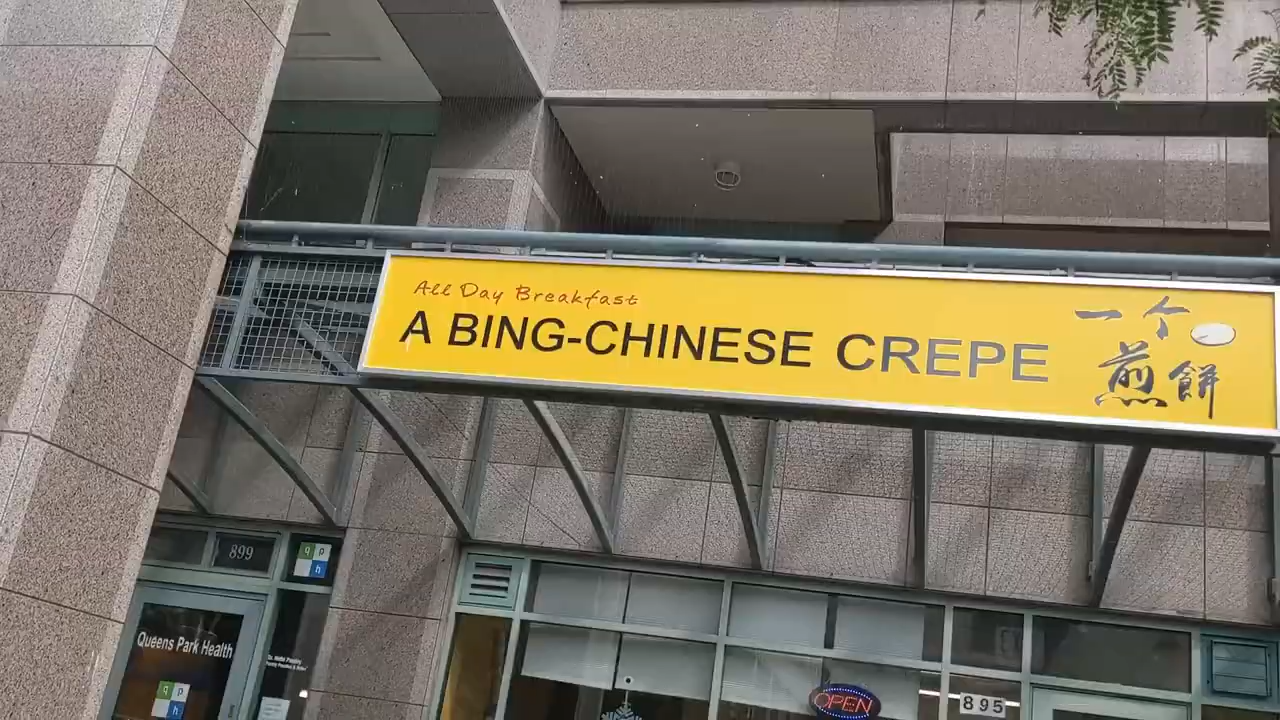 All Day Breakfast
A BING-CHINESE CREPE
一个
煎餅
899
q p
h
Queens Park Health
q p
h
OPEN
895